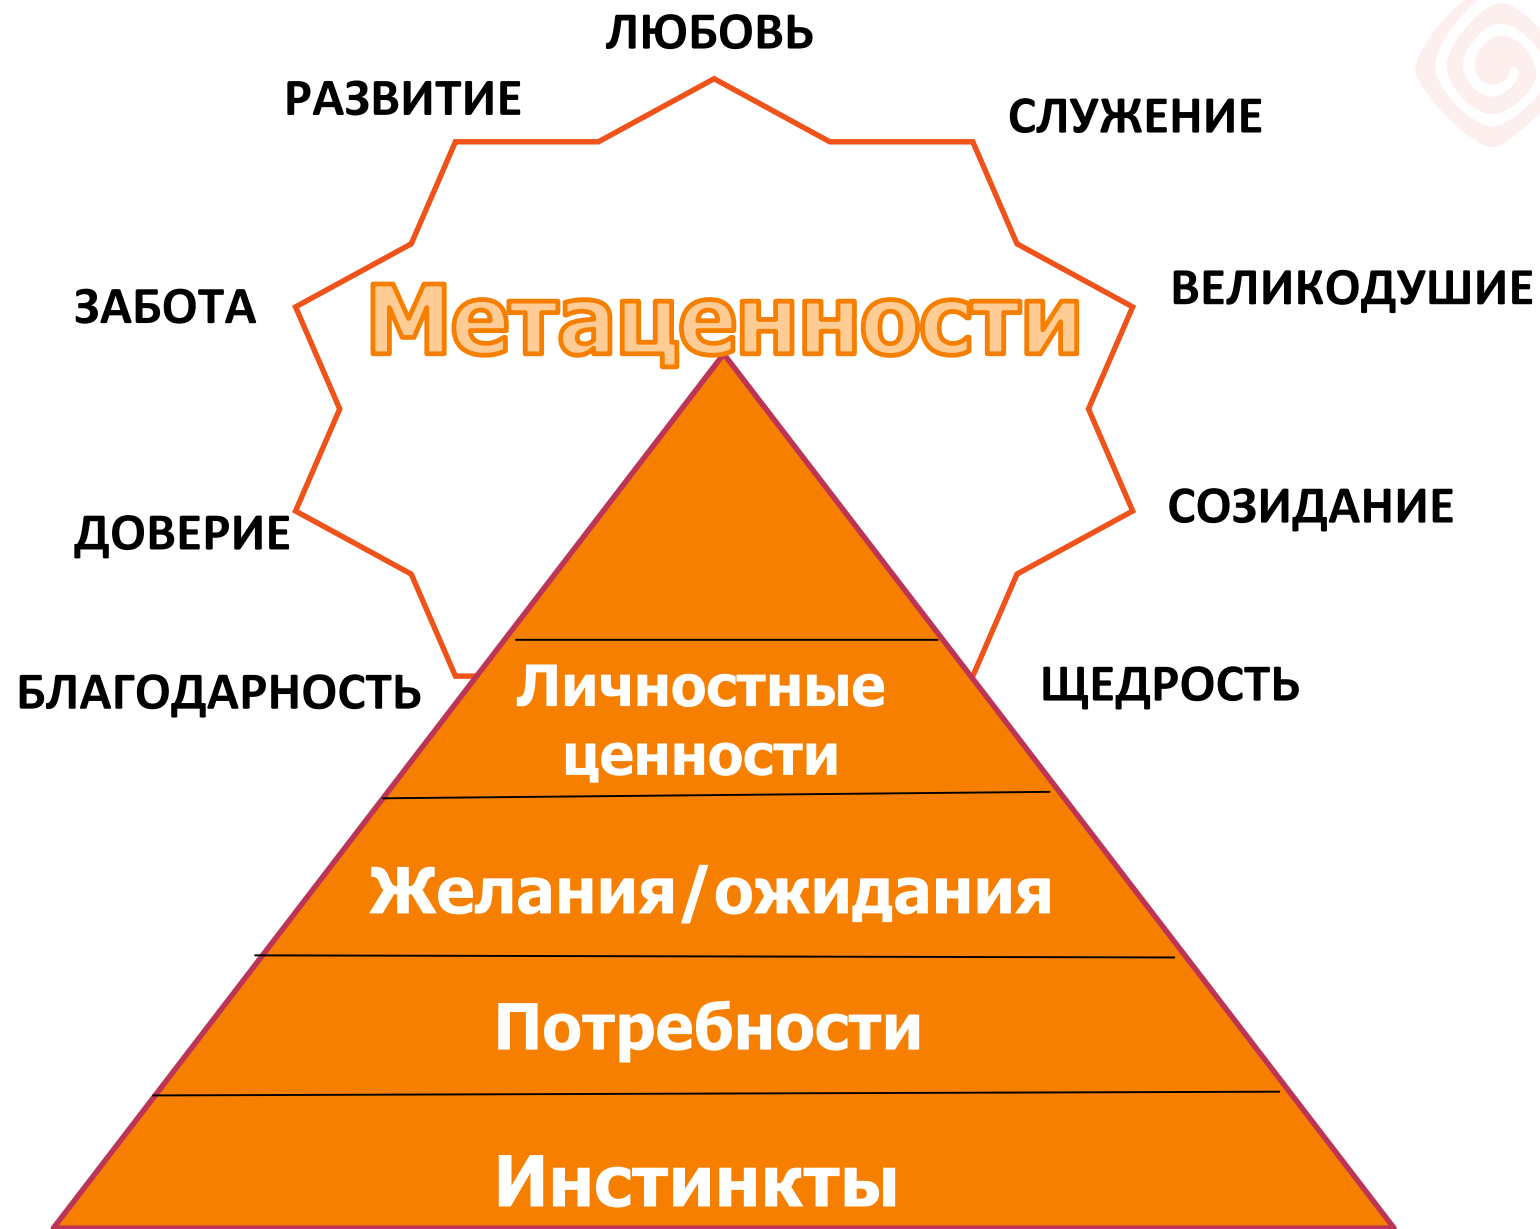 ЛЮБОВЬ
РАЗВИТИЕ
СЛУЖЕНИЕ
ЗАБОТА
ВЕЛИКОДУШИЕ
Метаценности
ДОВЕРИЕ
СОЗИДАНИЕ
БЛАГОДАРНОСТЬ
ЩЕДРОСТЬ
Личностные
ценности
Желания/ожидания
Потребности
Инстинкты